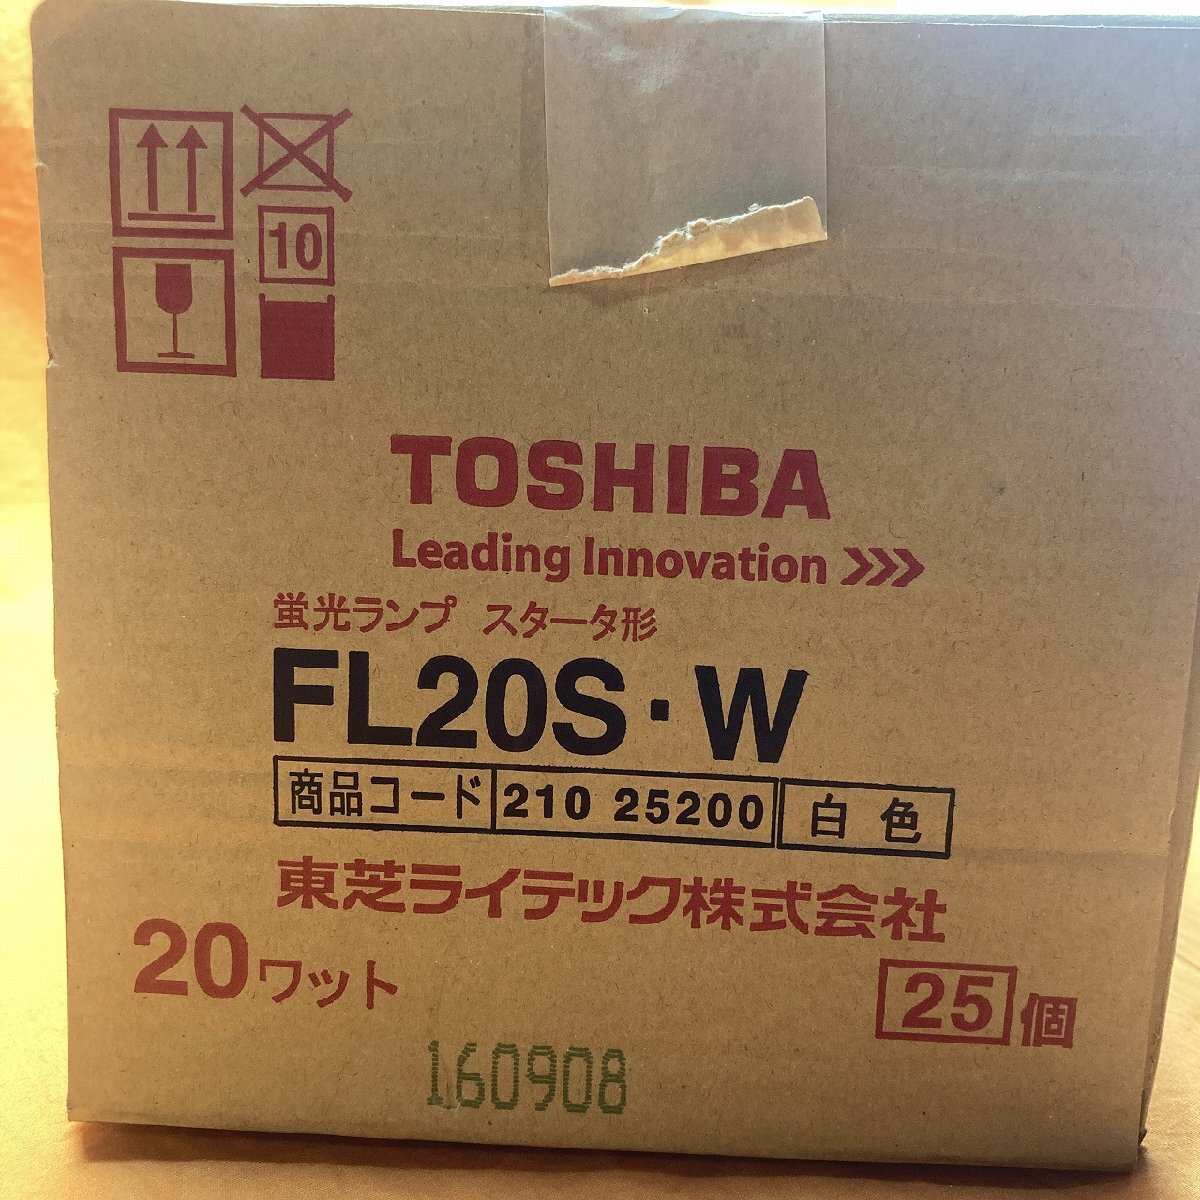 10
TOSHIBA
Leading Innovation >>>
蛍光ランプ スタータ形
FL20S・W
商品コード 210 25200 白色
東芝ライテック株式会社
20ワット
25個
160908